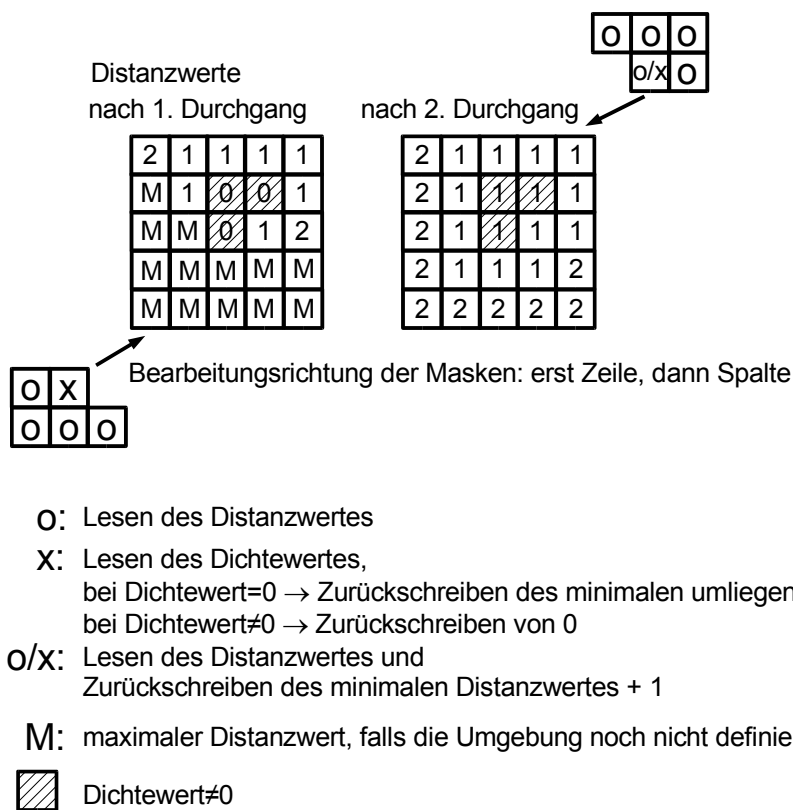 o o o
o/x o
Distanzwerte
nach 1. Durchgang nach 2. Durchgang
2 1 1 1 1 2 1 1 1 1
M 1 0 0 1 2 1 1 1 1
M M 0 1 2 2 1 1 1 1
M M M M M 2 1 1 1 2
M M M M M 2 2 2 2 2
Bearbeitungsrichtung der Masken: erst Zeile, dann Spalte
o x
o o o
o: Lesen des Distanzwertes
x: Lesen des Dichtewertes,
bei Dichtewert=0 → Zurückschreiben des minimalen umliegen
bei Dichtewert≠0 → Zurückschreiben von 0
o/x: Lesen des Distanzwertes und
Zurückschreiben des minimalen Distanzwertes + 1
M: maximaler Distanzwert, falls die Umgebung noch nicht definie
Dichtewert≠0